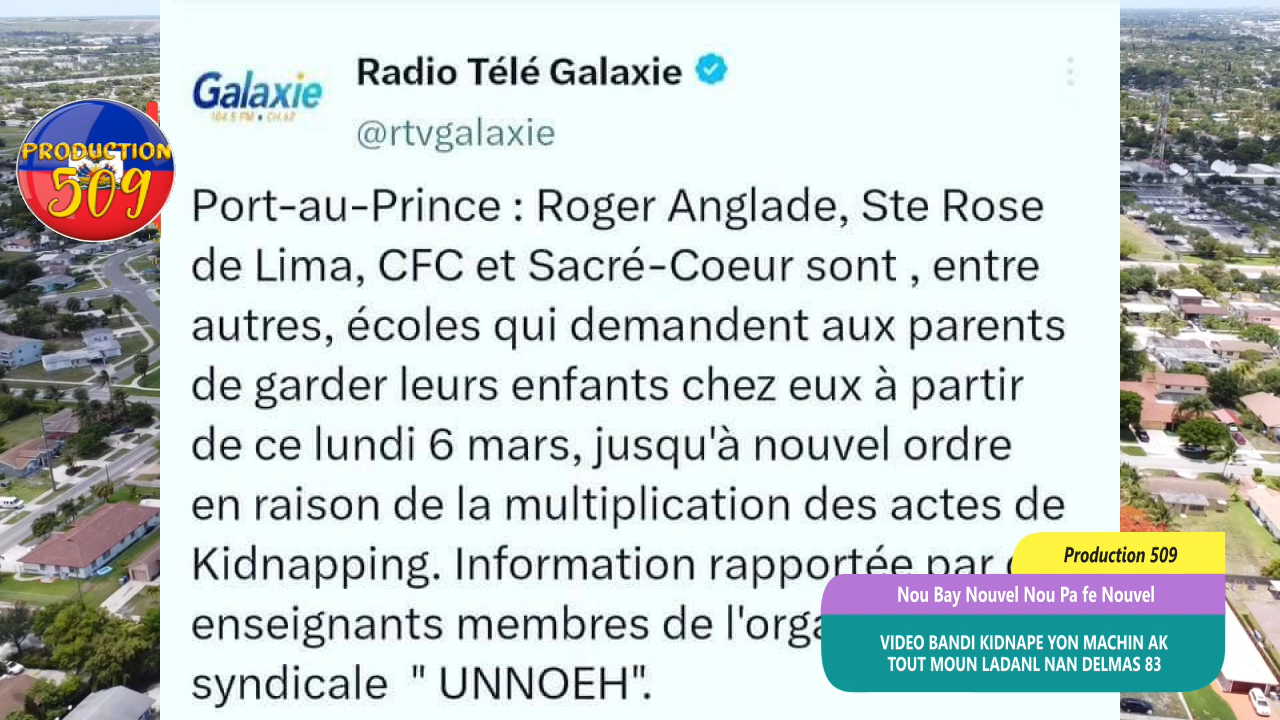 Galaxie
104.5 FM • CH.67
Radio Télé Galaxie
@rtvgalaxie
PRODUCTION
509
Port-au-Prince : Roger Anglade, Ste Rose
de Lima, CFC et Sacré-Coeur sont , entre
autres, écoles qui demandent aux parents
de garder leurs enfants chez eux à partir
de ce lundi 6 mars, jusqu'à nouvel ordre
en raison de la multiplication des actes de
Kidnapping. Information rapportée par
enseignants membres de l'orga
syndicale " UNNOEH".
Production 509
Nou Bay Nouvel Nou Pa fe Nouvel
VIDEO BANDI KIDNAPE YON MACHIN AK
TOUT MOUN LADANL NAN DELMAS 83